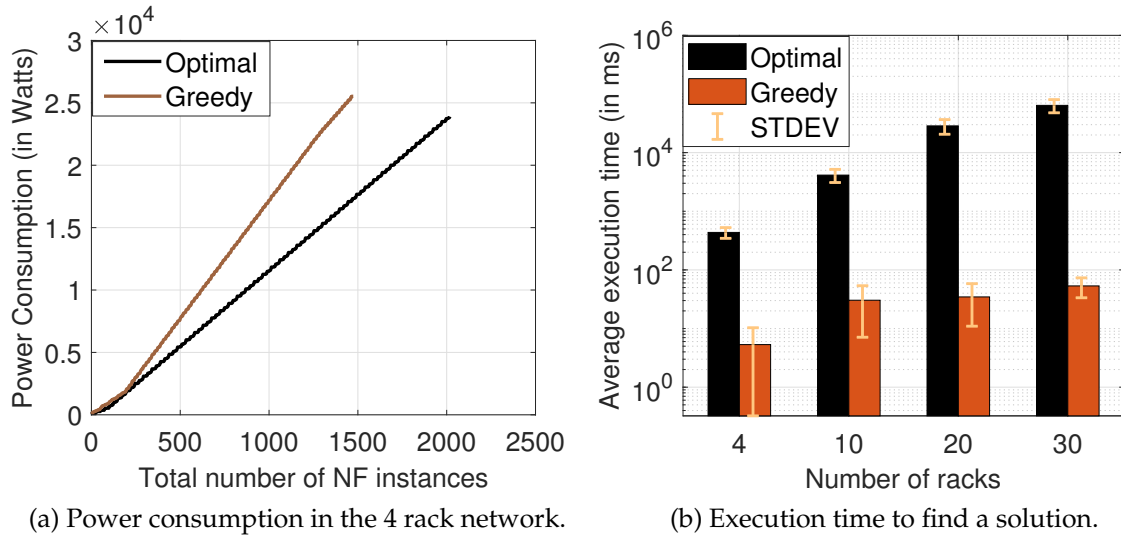 ×10^4
3
2.5
2
1.5
1
0.5
0
0 500 1000 1500 2000 2500
Power Consumption (in Watts)
Total number of NF instances
Optimal
Greedy
(a) Power consumption in the 4 rack network.
10^6
10^4
10^2
10^0
4 10 20 30
Average execution time (in ms)
Number of racks
Optimal
Greedy
STDEV
(b) Execution time to find a solution.